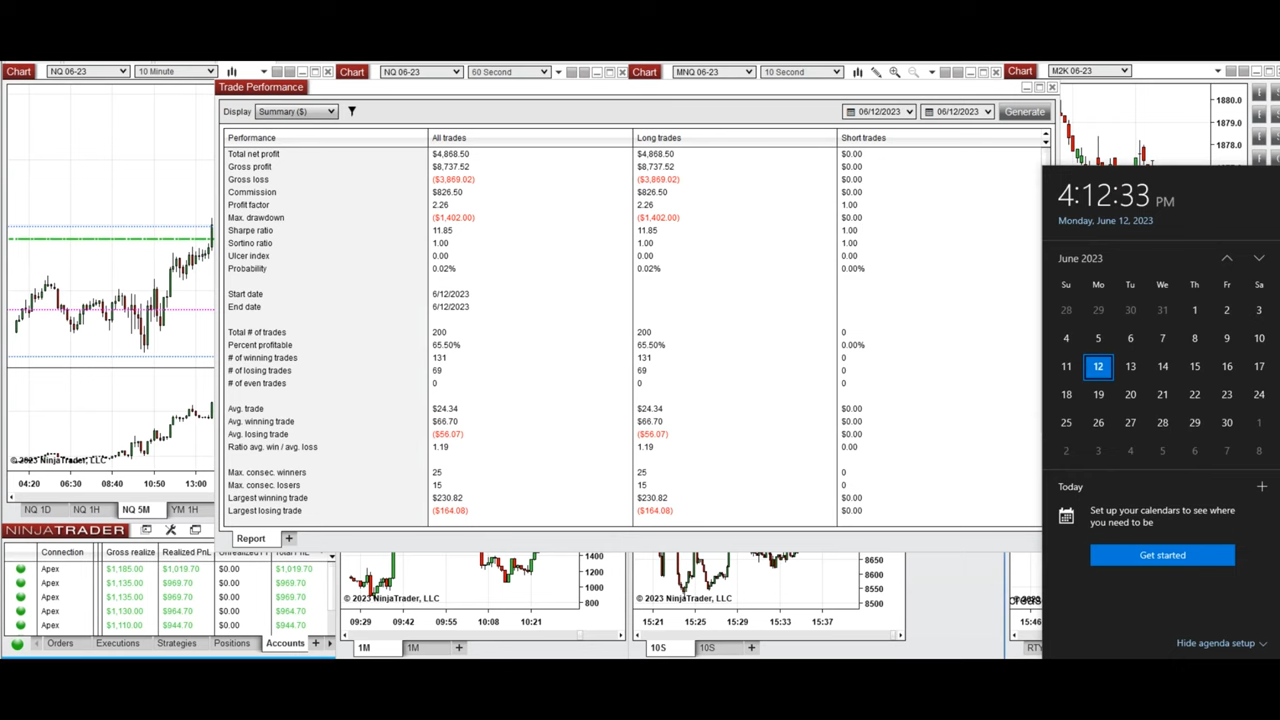 Chart NQ 06-23 10 Minute
Chart NQ 06-23 60 Second
Chart MNQ 06-23 10 Second
Chart M2K 06-23
Trade Performance
Display Summary ($) 06/12/2023 06/12/2023 Generate
Performance All trades Long trades Short trades
Total net profit $4,868.50 $4,868.50 $0.00
Gross profit $8,737.52 $8,737.52 $0.00
Gross loss ($3,869.02) ($3,869.02) $0.00
Commission $826.50 $826.50 $0.00
Profit factor 2.26 2.26 1.00
Max. drawdown ($1,402.00) ($1,402.00) $0.00
Sharpe ratio 11.85 11.85 1.00
Sortino ratio 1.00 1.00 1.00
Ulcer index 0.00 0.00 0.00
Probability 0.02% 0.02% 0.00%
Start date 6/12/2023
End date 6/12/2023
Total # of trades 200 200 0
Percent profitable 65.50% 65.50% 0.00%
# of winning trades 131 131 0
# of losing trades 69 69 0
# of even trades 0 0 0
Avg. trade $24.34 $24.34 $0.00
Avg. winning trade $66.70 $66.70 $0.00
Avg. losing trade ($56.07) ($56.07) $0.00
Ratio avg. win / avg. loss 1.19 1.19 0.00
Max. consec. winners 25 25 0
Max. consec. losers 15 15 0
Largest winning trade $230.82 $230.82 $0.00
Largest losing trade ($164.08) ($164.08) $0.00
Report +
1880.0
1879.0
1878.0
4:12:33 PM
Monday, June 12, 2023
June 2023
Su Mo Tu We Th Fr Sa
28 29 30 31 1 2 3
4 5 6 7 8 9 10
11 12 13 14 15 16 17
18 19 20 21 22 23 24
25 26 27 28 29 30 1
2 3 4 5 6 7 8
Today +
Set up your calendars to see where
you need to be
Get started
Hide agenda setup
© 2023 NinjaTrader, LLC
04:20 06:30 08:40 10:50 13:00
NQ 1D NQ 1H NQ 5M YM 1H
NINJATRADER
Connection Gross realize Realized PnL
Apex $1,185.00 $1,019.70 $0.00 $1,019.70
Apex $1,135.00 $969.70 $0.00 $969.70
Apex $1,130.00 $964.70 $0.00 $964.70
Apex $1,110.00 $944.70 $0.00 $944.70
Orders Executions Strategies Positions Accounts +
1400
1200
1000
800
© 2023 NinjaTrader, LLC
09:29 09:42 09:55 10:08 10:21
1M 1M +
8650
8600
8550
8500
© 2023 NinjaTrader, LLC
15:21 15:25 15:29 15:33 15:37
10S 10S +
15:46